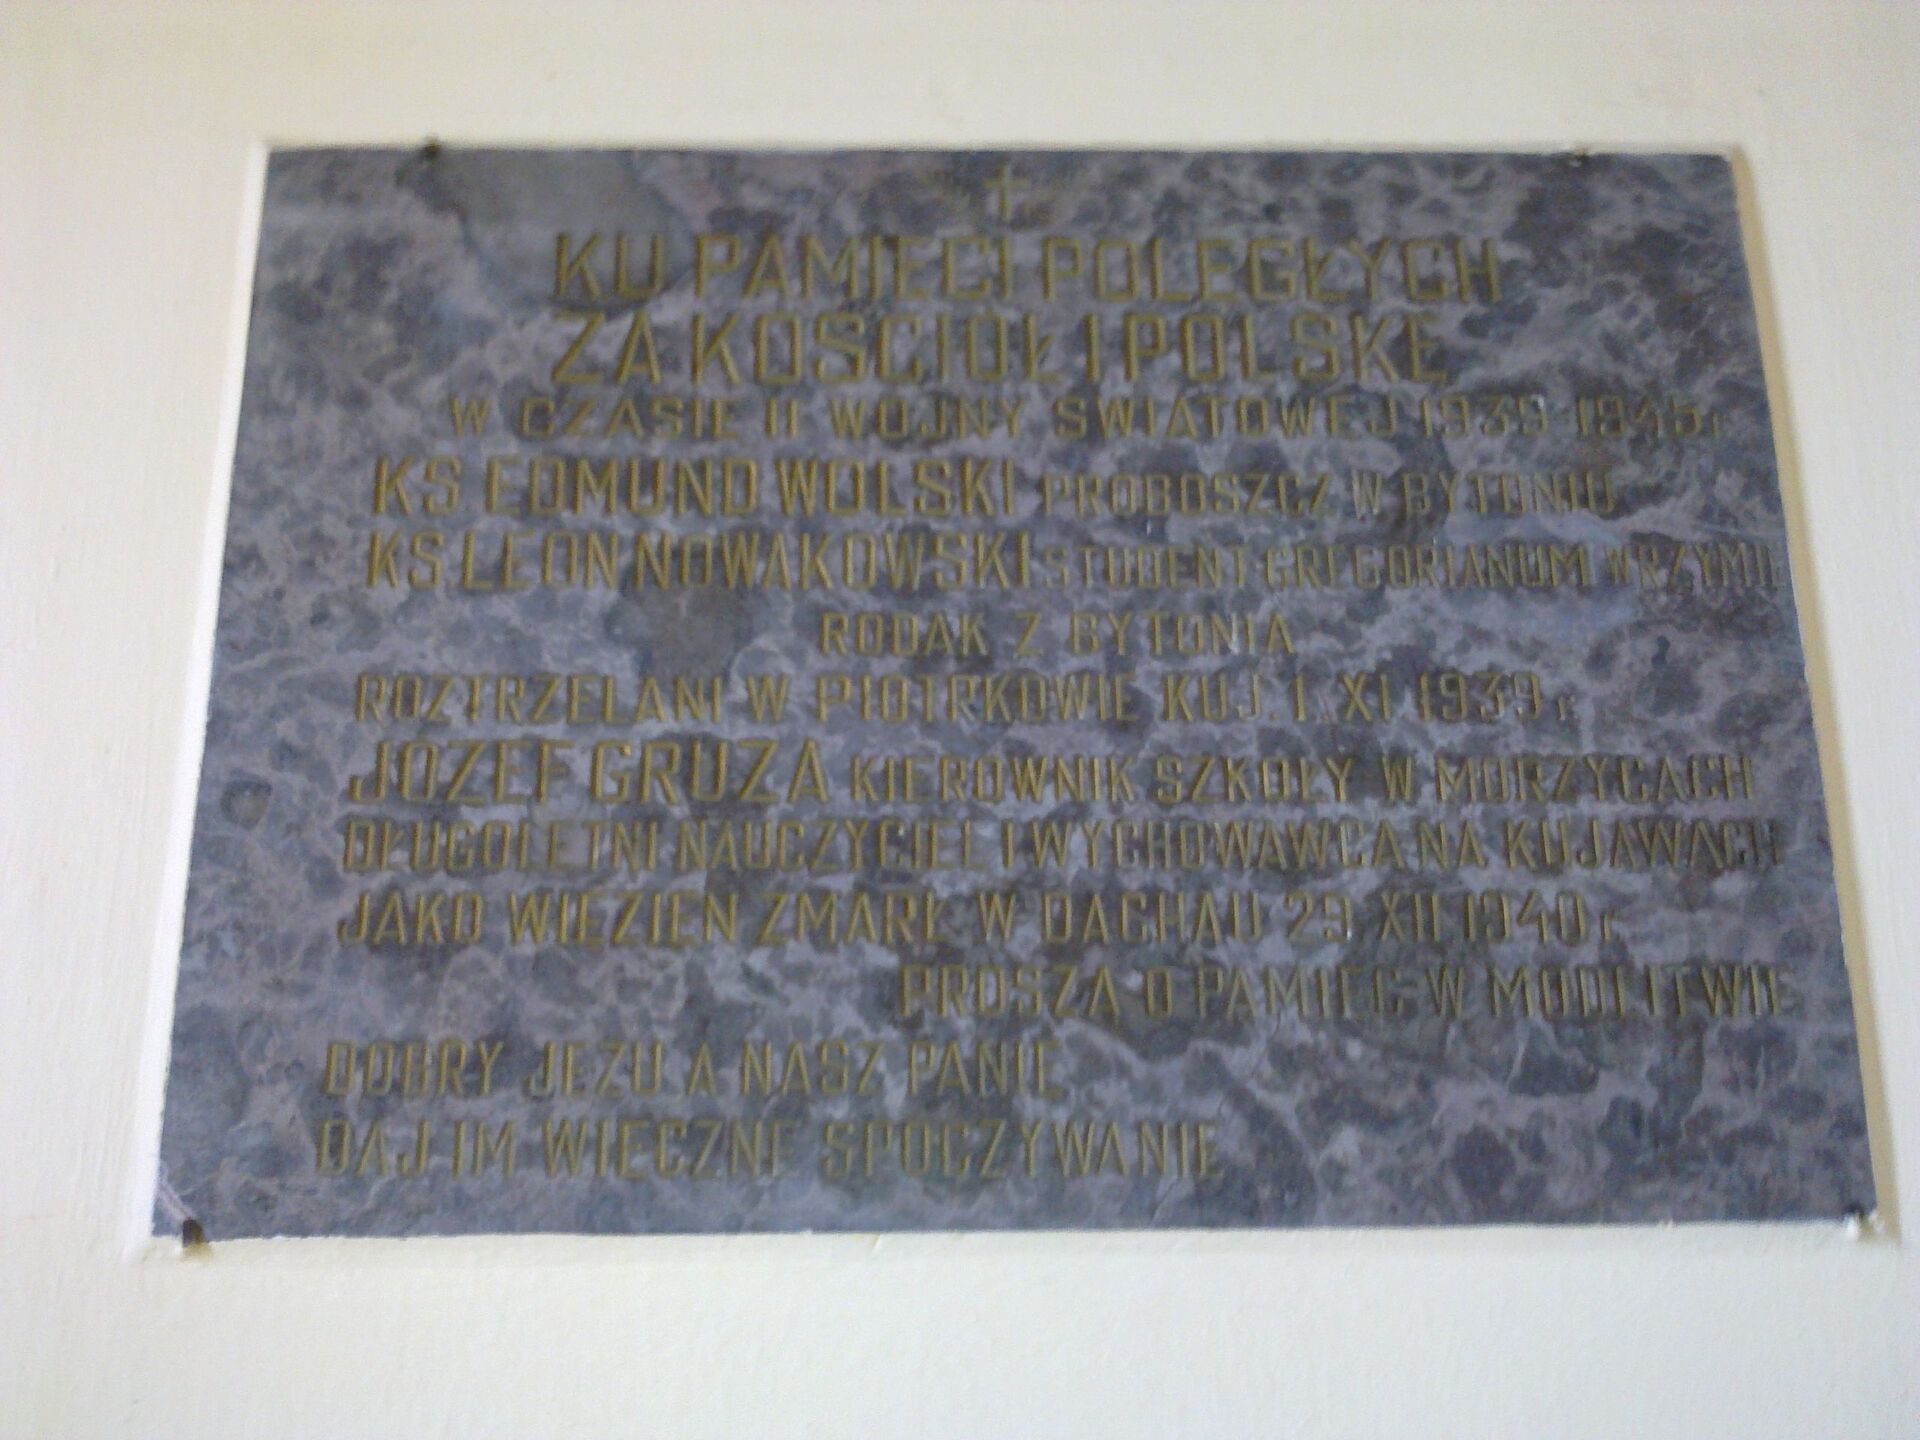 KU PAMIĘCI POLEGŁYCH
ZA KOŚCIÓŁ I POLSKĘ
W CZASIE II WOJNY ŚWIATOWEJ 1939-1945 r.
KS. EDMUND WOLSKI PROBOSZCZ W BYTONIU
KS. LEON NOWAKOWSKI STUDENT GREGORIANUM W RZYMIE
RODAK Z BYTONIA
ROZTRZELANI W PIOTRKOWIE KUJ. 1. XI 1939 r.
JÓZEF GRUZA KIEROWNIK SZKOŁY W MORZYCACH
DŁUGOLETNI NAUCZYCIEL I WYCHOWAWCA NA KUJAWACH
JAKO WIĘZIEŃ ZMARŁ W DACHAU 29. XII 1940 r.
PROSZĄ O PAMIĘĆ W MODLITWIE
DOBRY JEZU A NASZ PANIE
DAJ IM WIECZNE SPOCZYWANIE